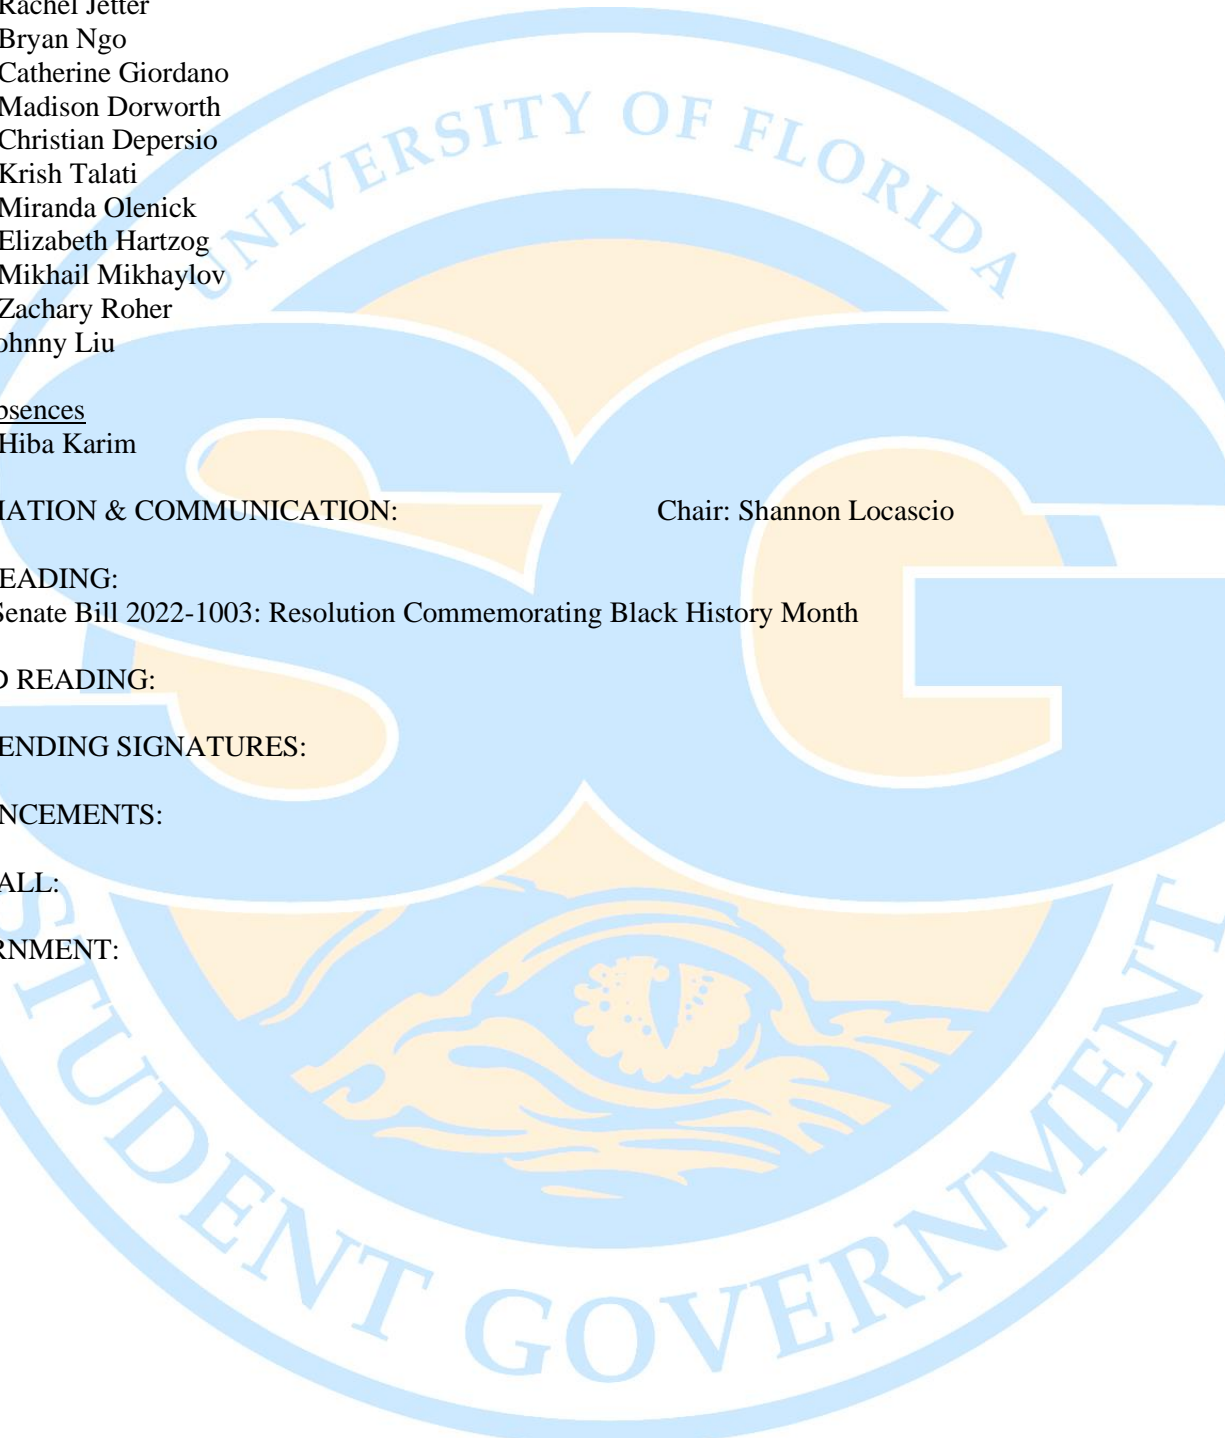 Rachel Jetter
Bryan Ngo
Catherine Giordano
Madison Dorworth
Christian Depersio
Krish Talati
Miranda Olenick
Elizabeth Hartzog
Mikhail Mikhaylov
Zachary Roher
ohnny Liu
bsences
Hiba Karim
MATION & COMMUNICATION: Chair: Shannon Locascio
EADING:
Senate Bill 2022-1003: Resolution Commemorating Black History Month
D READING:
ENDING SIGNATURES:
NCEMENTS:
ALL:
RNMENT:
UNIVERSITY OF FLORIDA
SG
STUDENT GOVERNMENT